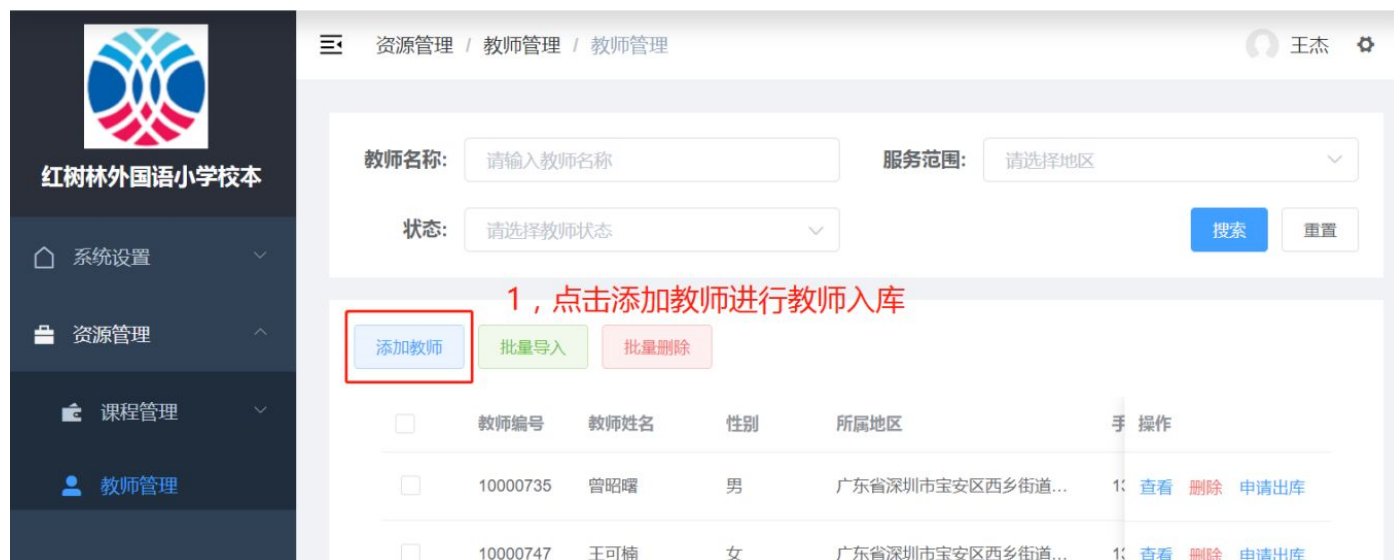 资源管理 / 教师管理 / 教师管理
王杰
红树林外国语小学校本
系统设置
资源管理
课程管理
教师管理
教师名称: 请输入教师名称 服务范围: 请选择地区
状态: 请选择教师状态 搜索 重置
1，点击添加教师进行教师入库
添加教师 批量导入 批量删除
教师编号 教师姓名 性别 所属地区 手 操作
10000735 曾昭曙 男 广东省深圳市宝安区西乡街道... 查看 删除 申请出库
10000747 王可楠 女 广东省深圳市宝安区西乡街道... 查看 删除 申请出库